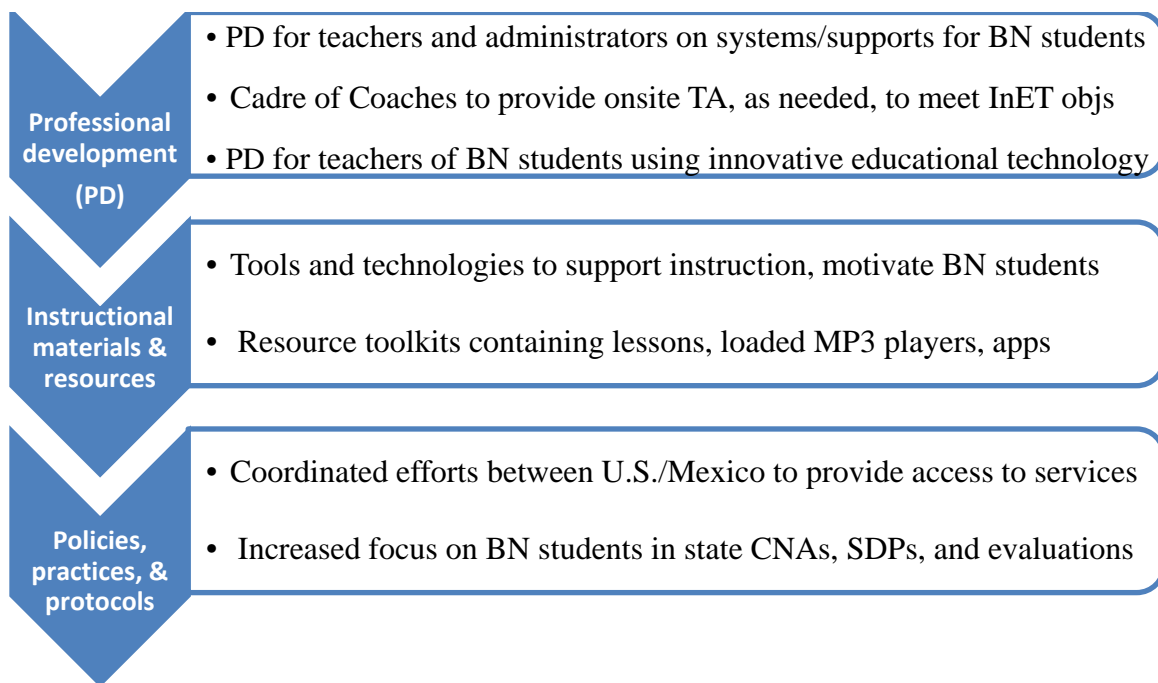 Professional
development
(PD)
• PD for teachers and administrators on systems/supports for BN students
• Cadre of Coaches to provide onsite TA, as needed, to meet InET objs
• PD for teachers of BN students using innovative educational technology
Instructional
materials &
resources
• Tools and technologies to support instruction, motivate BN students
• Resource toolkits containing lessons, loaded MP3 players, apps
Policies,
practices, &
protocols
• Coordinated efforts between U.S./Mexico to provide access to services
• Increased focus on BN students in state CNAs, SDPs, and evaluations